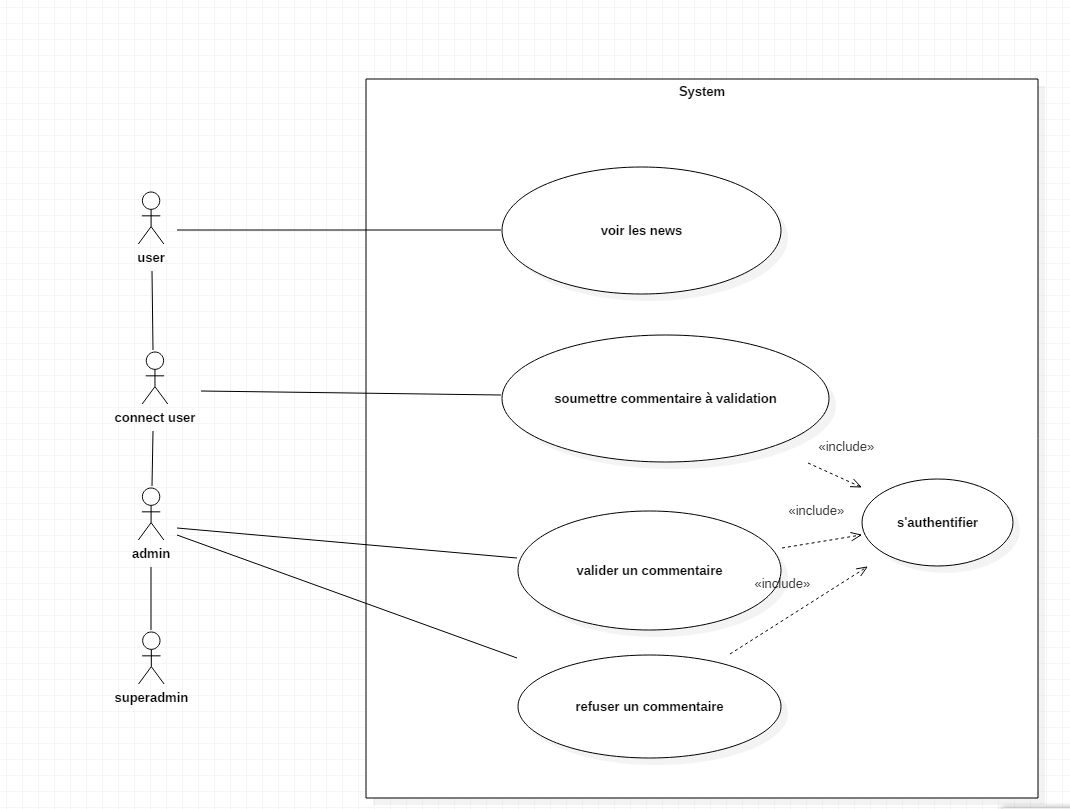 System
voir les news
user
soumettre commentaire à validation
connect user
«include»
«include»
s'authentifier
admin
valider un commentaire
«include»
superadmin
refuser un commentaire